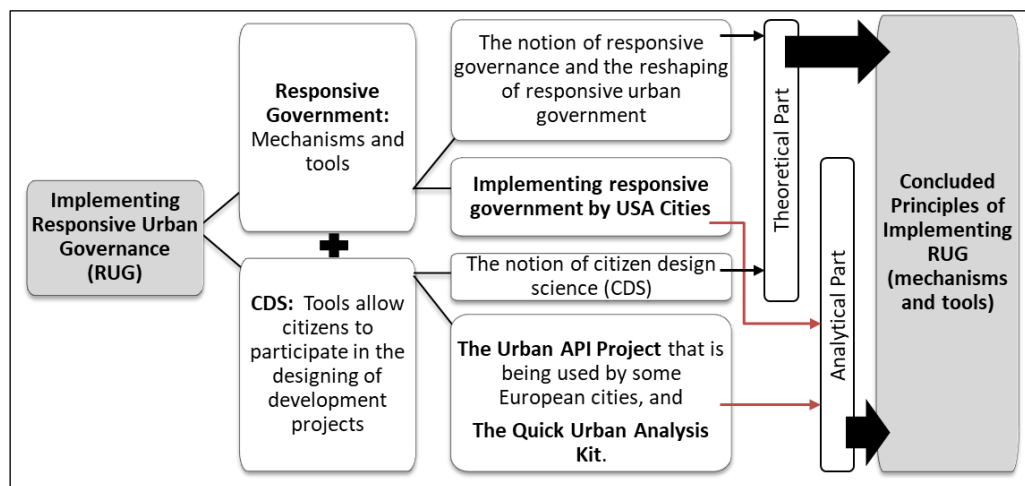 Implementing
Responsive Urban
Governance
(RUG)
Responsive
Government:
Mechanisms and
tools
CDS: Tools allow
citizens to
participate in the
designing of
development
projects
The notion of responsive
governance and the reshaping
of responsive urban
government
Implementing responsive
government by USA Cities
The notion of citizen design
science (CDS)
The Urban API Project that is
being used by some
European cities, and
The Quick Urban Analysis
Kit.
Theoretical Part
Analytical Part
Concluded
Principles of
Implementing
RUG
(mechanisms
and tools)